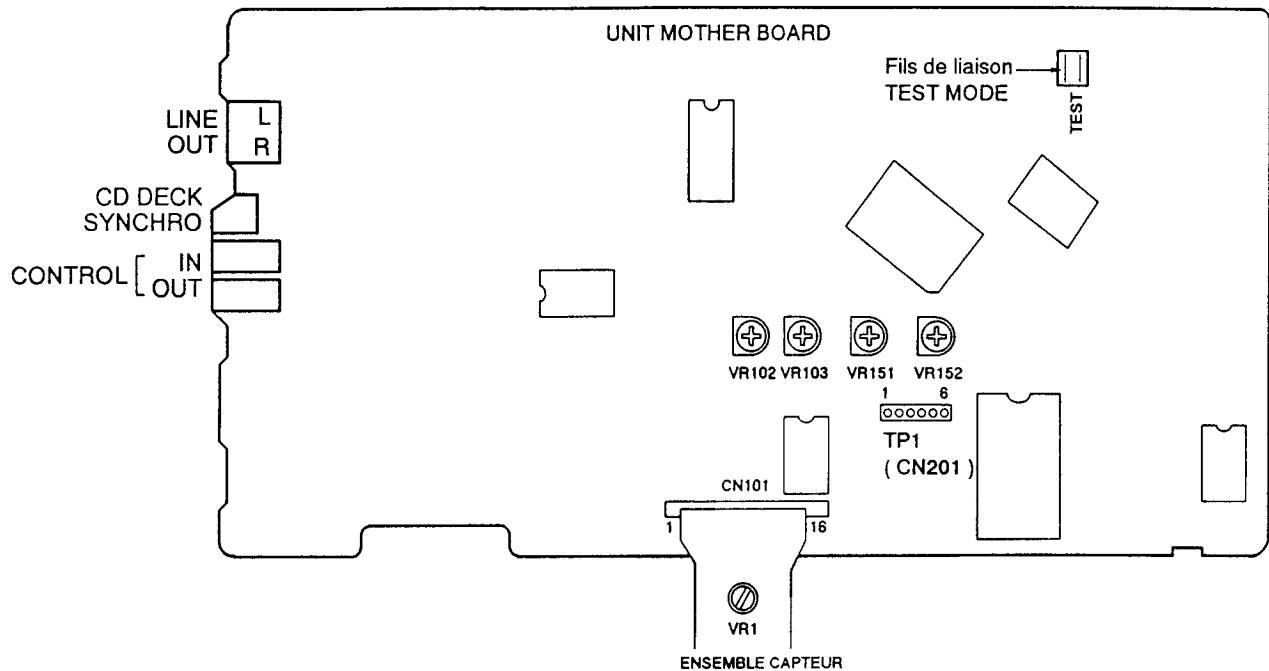 UNIT MOTHER BOARD
Fils de liaison
TEST MODE
TEST
LINE
OUT
L
R
CD DECK
SYNCHRO
CONTROL
IN
OUT
VR102 VR103 VR151 VR152
1 6
TP1
( CN201 )
CN101
1 16
VR1
ENSEMBLE CAPTEUR